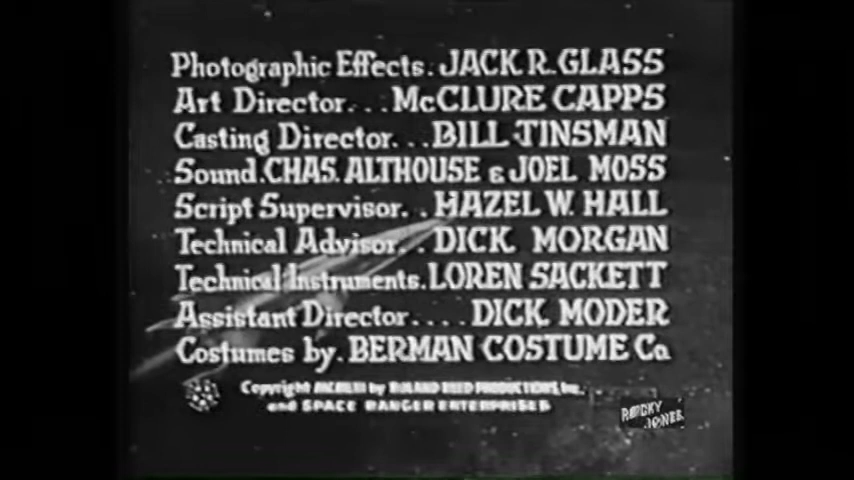 Photographic Effects. JACK R. GLASS
Art Director... McCLURE CAPPS
Casting Director... BILL TINSMAN
Sound. CHAS. ALTHOUSE & JOEL MOSS
Script Supervisor.. HAZEL W. HALL
Technical Advisor.. DICK MORGAN
Technical Instruments. LOREN SACKETT
Assistant Director.... DICK MODER
Costumes by. BERMAN COSTUME Co
Copyright by ROLAND REED PRODUCTIONS, Inc.
and SPACE RANGER ENTERPRISES
ROCKY
JONES